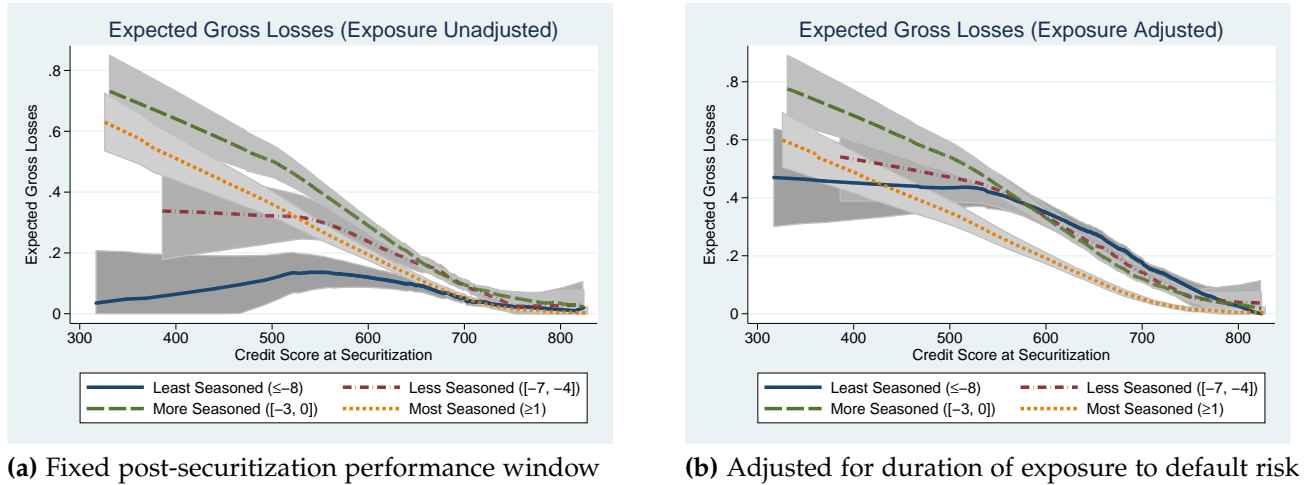 Expected Gross Losses (Exposure Unadjusted)
Expected Gross Losses
.8
.6
.4
.2
0
300 400 500 600 700 800
Credit Score at Securitization
Least Seasoned (≤−8)
Less Seasoned ([−7, −4])
More Seasoned ([−3, 0])
Most Seasoned (≥1)
(a) Fixed post-securitization performance window
Expected Gross Losses (Exposure Adjusted)
Expected Gross Losses
.8
.6
.4
.2
0
300 400 500 600 700 800
Credit Score at Securitization
Least Seasoned (≤−8)
Less Seasoned ([−7, −4])
More Seasoned ([−3, 0])
Most Seasoned (≥1)
(b) Adjusted for duration of exposure to default risk